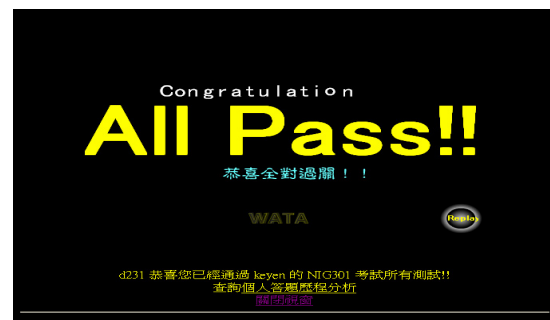 Congratulation
All Pass!!
恭喜全對過關！！
WATA
Replay
d231 恭喜您已經通過 keyen 的 NIG301 考試所有測試!!
查詢個人答題歷程分析
關閉視窗